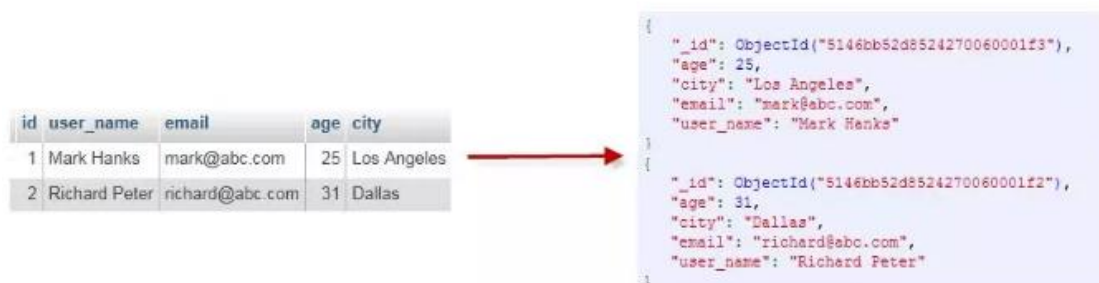 id user_name email age city
1 Mark Hanks mark@abc.com 25 Los Angeles
2 Richard Peter richard@abc.com 31 Dallas
{
"_id": ObjectId("5146bb52d8524270060001f3"),
"age": 25,
"city": "Los Angeles",
"email": "mark@abc.com",
"user_name": "Mark Hanks"
}
{
"_id": ObjectId("5146bb52d8524270060001f2"),
"age": 31,
"city": "Dallas",
"email": "richard@abc.com",
"user_name": "Richard Peter"
}